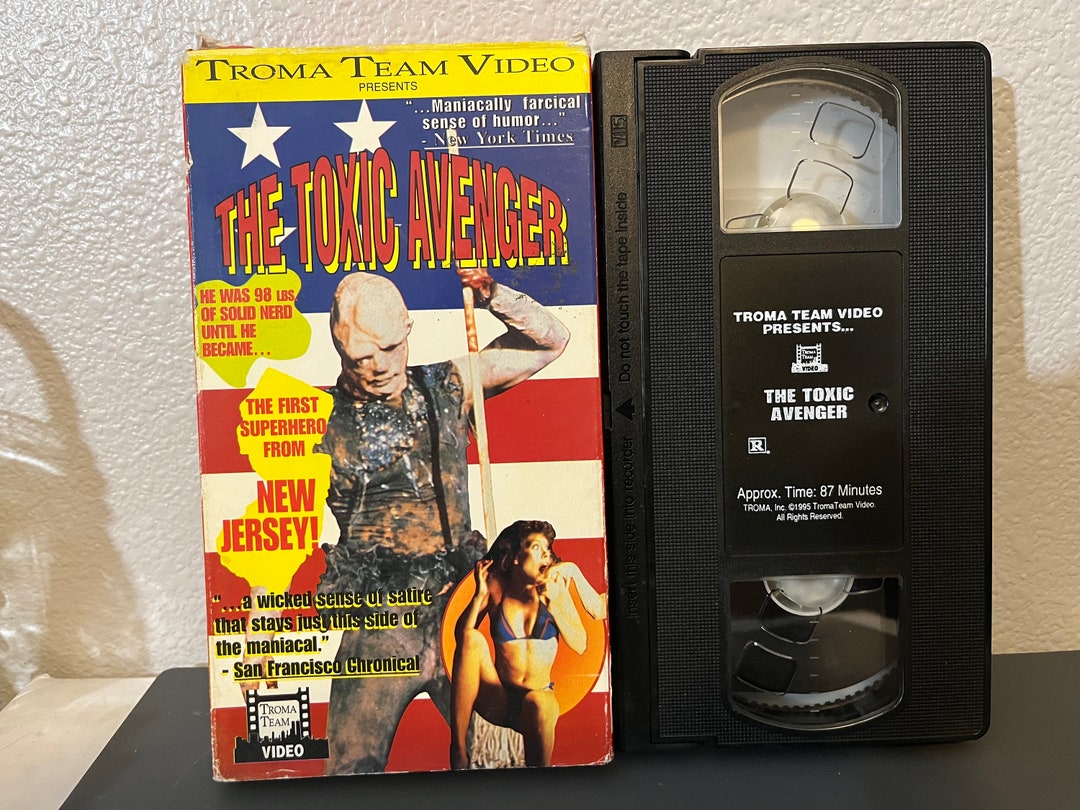 TROMA TEAM VIDEO
PRESENTS
"...Maniacally farcical
sense of humor..."
- New York Times
THE TOXIC AVENGER
HE WAS 98 LBS.
OF SOLID NERD
UNTIL HE
BECAME...
THE FIRST
SUPERHERO
FROM
NEW
JERSEY!
"...a wicked sense of satire
that stays just this side of
the maniacal."
- San Francisco Chronical
TROMA
TEAM
VIDEO
VHS
Do not touch the tape inside
Insert this side into recorder
TROMA TEAM VIDEO
PRESENTS...
TROMA
TEAM
VIDEO
THE TOXIC
AVENGER
R
Approx. Time: 87 Minutes
TROMA, Inc. ©1995 TromaTeam Video.
All Rights Reserved.